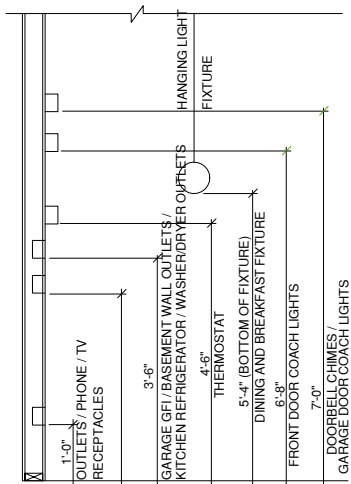 HANGING LIGHT
FIXTURE
1'-0"
OUTLETS / PHONE / TV
RECEPTACLES
3'-6"
GARAGE GFI / BASEMENT WALL OUTLETS /
KITCHEN REFRIGERATOR / WASHER/DRYER OUTLETS
4'-6"
THERMOSTAT
5'-4" (BOTTOM OF FIXTURE)
DINING AND BREAKFAST FIXTURE
6'-8"
FRONT DOOR COACH LIGHTS
7'-0"
DOORBELL CHIMES /
GARAGE DOOR COACH LIGHTS